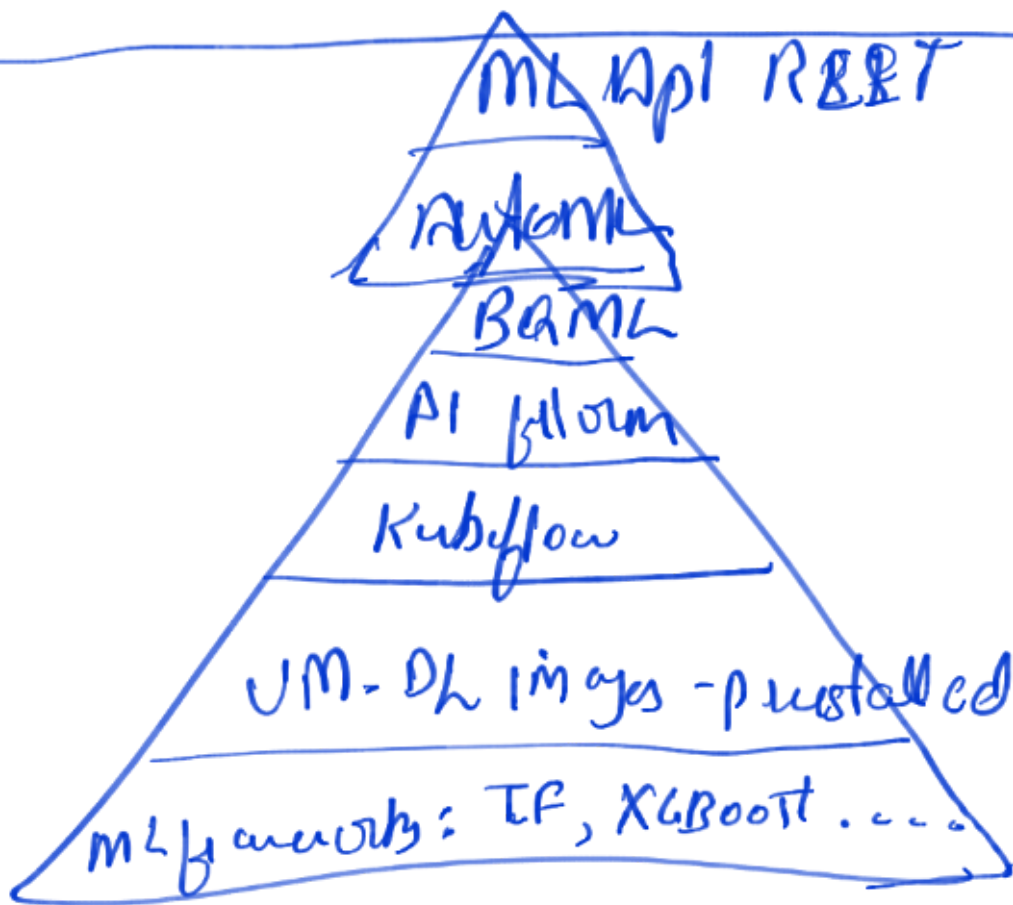 ML API REST
AutoML
BQML
AI platform
Kubeflow
VM - DL images - preinstalled
ML frameworks: TF, XGBoost ....